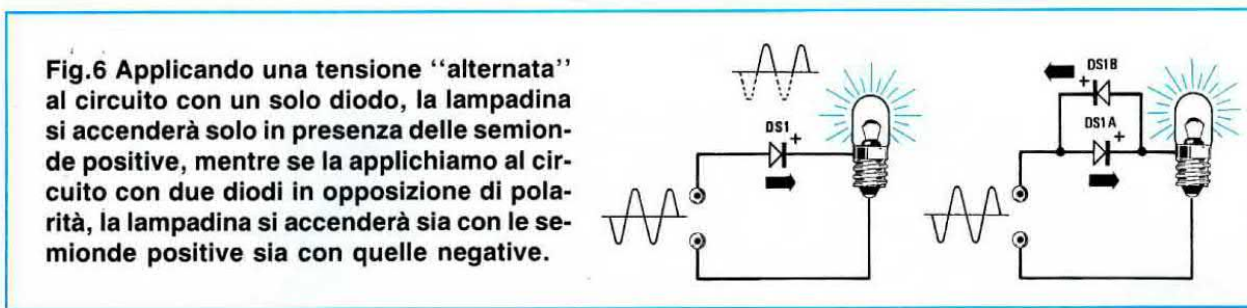 Fig.6 Applicando una tensione “alternata”
al circuito con un solo diodo, la lampadina
si accenderà solo in presenza delle semion-
de positive, mentre se la applichiamo al cir-
cuito con due diodi in opposizione di pola-
rità, la lampadina si accenderà sia con le se-
mionde positive sia con quelle negative.
DS1 +
DS1B
+
DS1A
+